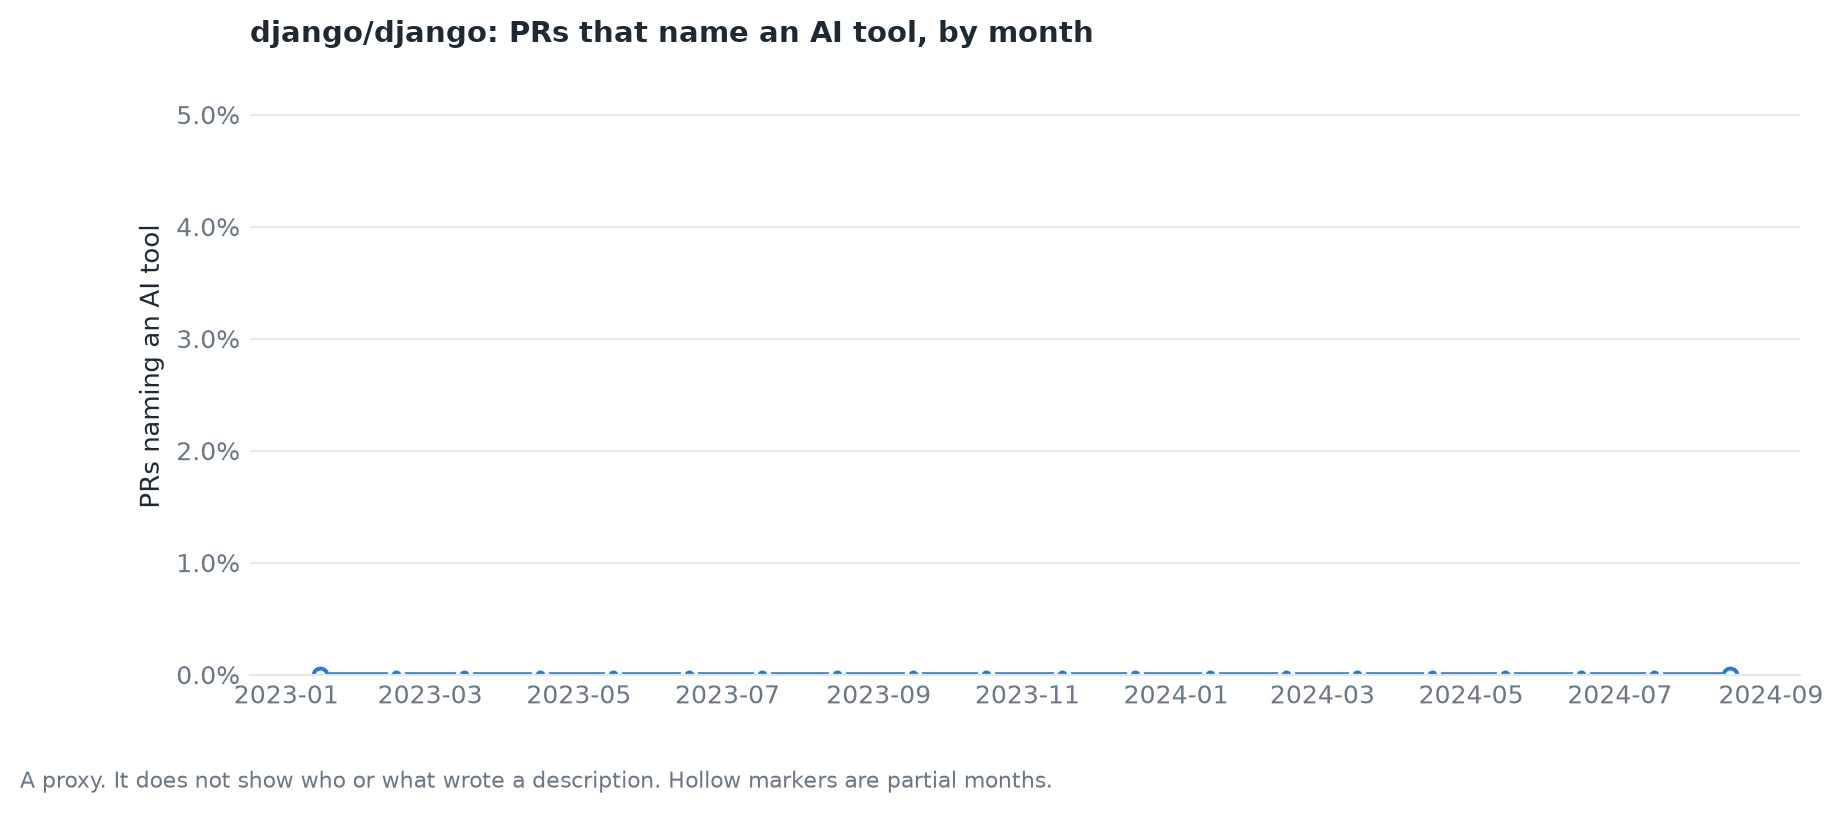 django/django: PRs that name an AI tool, by month
5.0%
4.0%
3.0%
2.0%
1.0%
0.0%
PRs naming an AI tool
2023-01 2023-03 2023-05 2023-07 2023-09 2023-11 2024-01 2024-03 2024-05 2024-07 2024-09
A proxy. It does not show who or what wrote a description. Hollow markers are partial months.